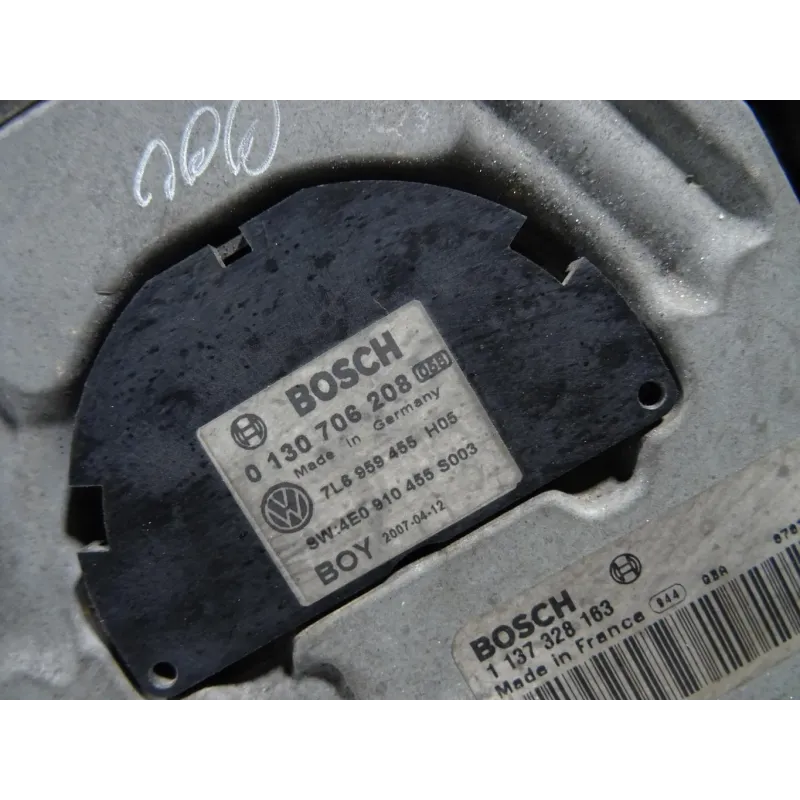 BOSCH
0 130 706 208
Made in Germany
7L6 959 455 H05
SW:4E0 910 455 S003
BOY 2007-04-12
BOSCH
1 137 328 163
Made in France 944